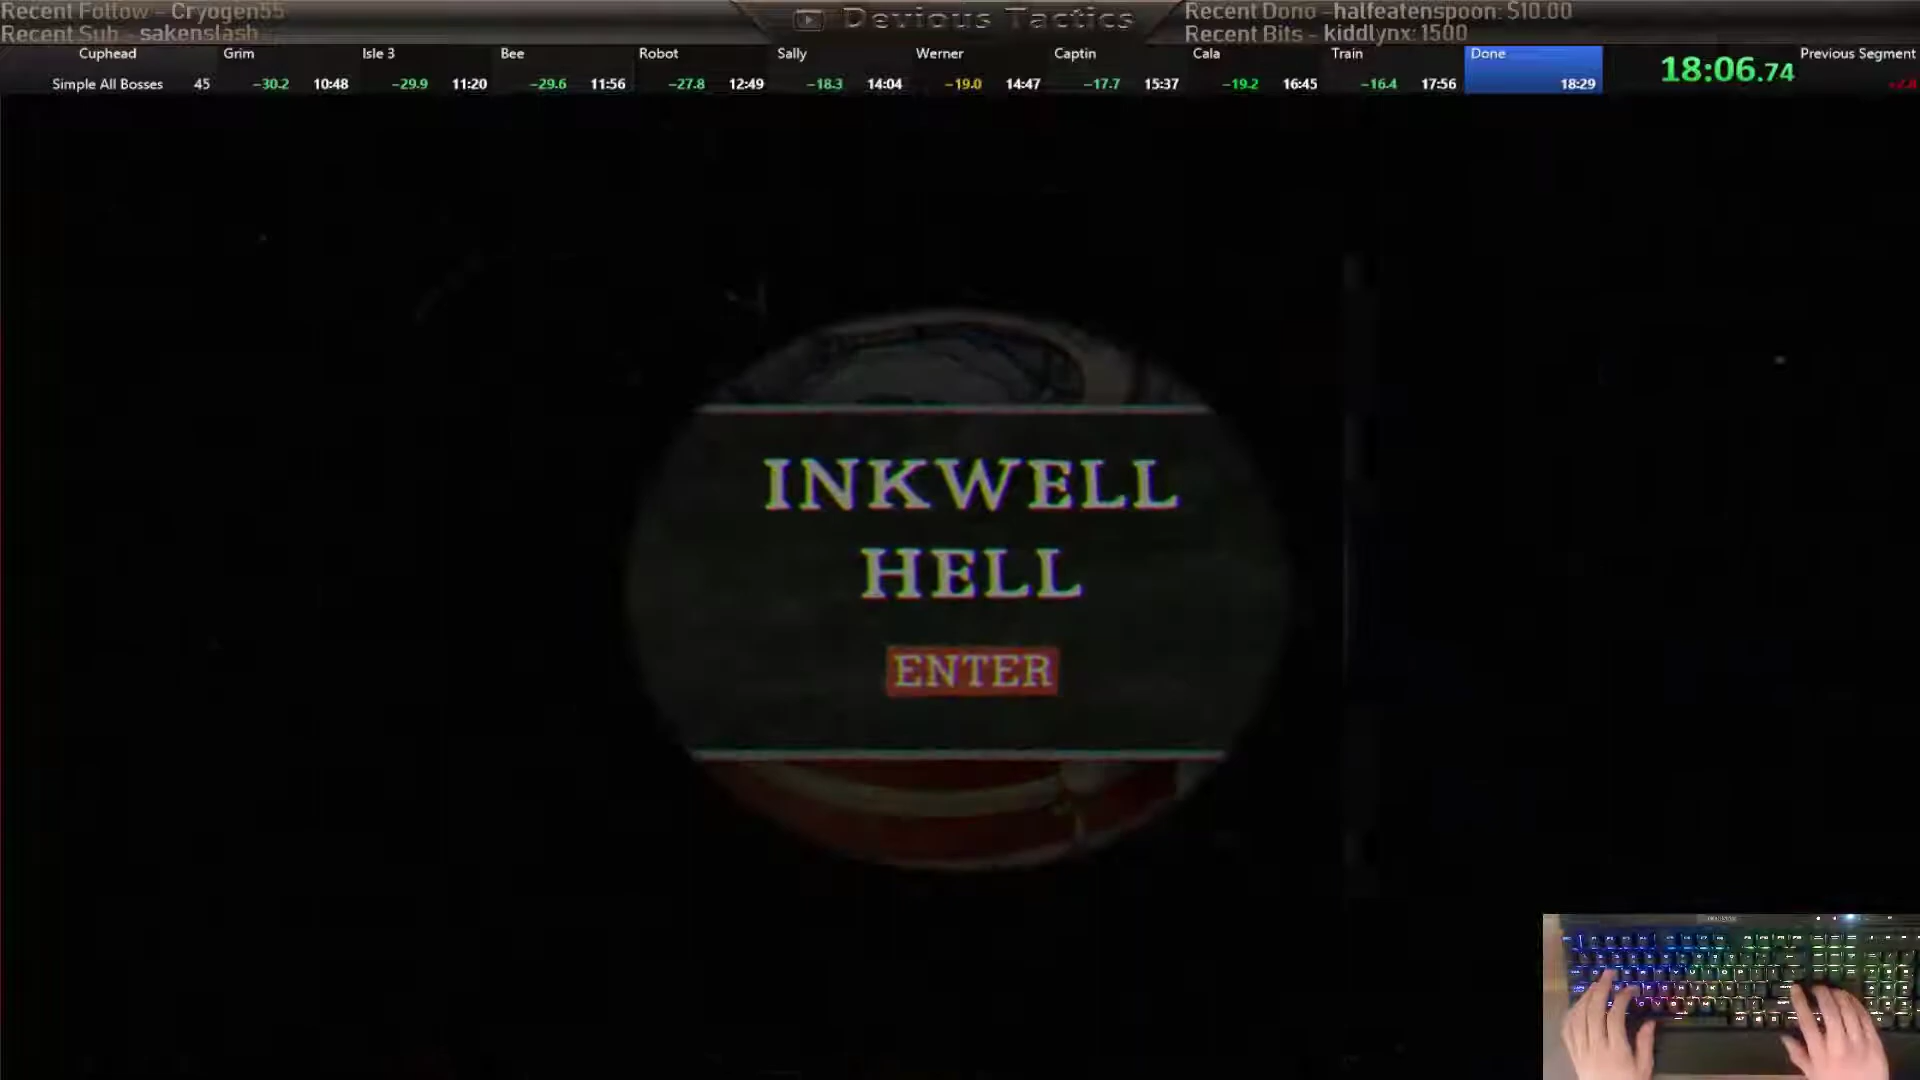 Recent Follow - Cryogen55
Recent Sub - sakenslash
Devious Tactics
Recent Dono - halfeatenspoon: $10.00
Recent Bits - kiddlynx: 1500
Cuphead Grim Isle 3 Bee Robot Sally Werner Captin Cala Train Done
Simple All Bosses 45 −30.2 10:48 −29.9 11:20 −29.6 11:56 −27.8 12:49 −18.3 14:04 −19.0 14:47 −17.7 15:37 −19.2 16:45 −16.4 17:56 18:29
18:06.74
Previous Segment
+2.8
INKWELL
HELL
ENTER